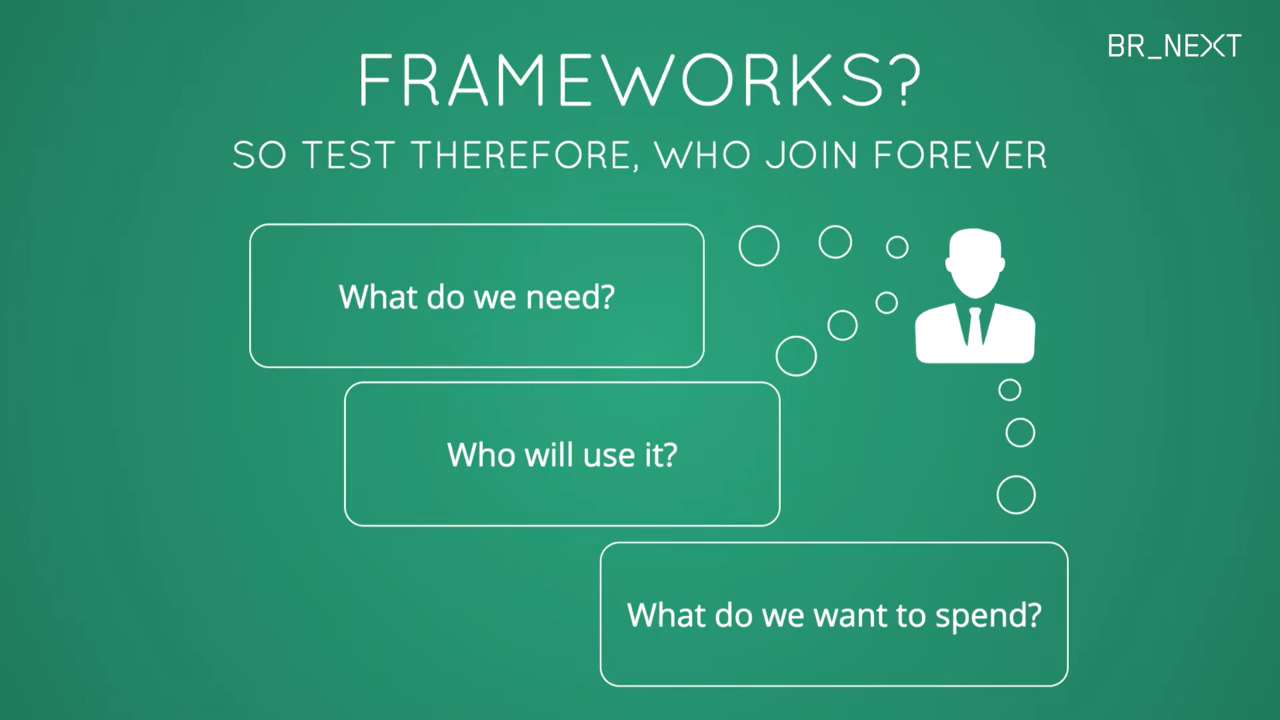 BR_NEXT
FRAMEWORKS?
SO TEST THEREFORE, WHO JOIN FOREVER
What do we need?
Who will use it?
What do we want to spend?